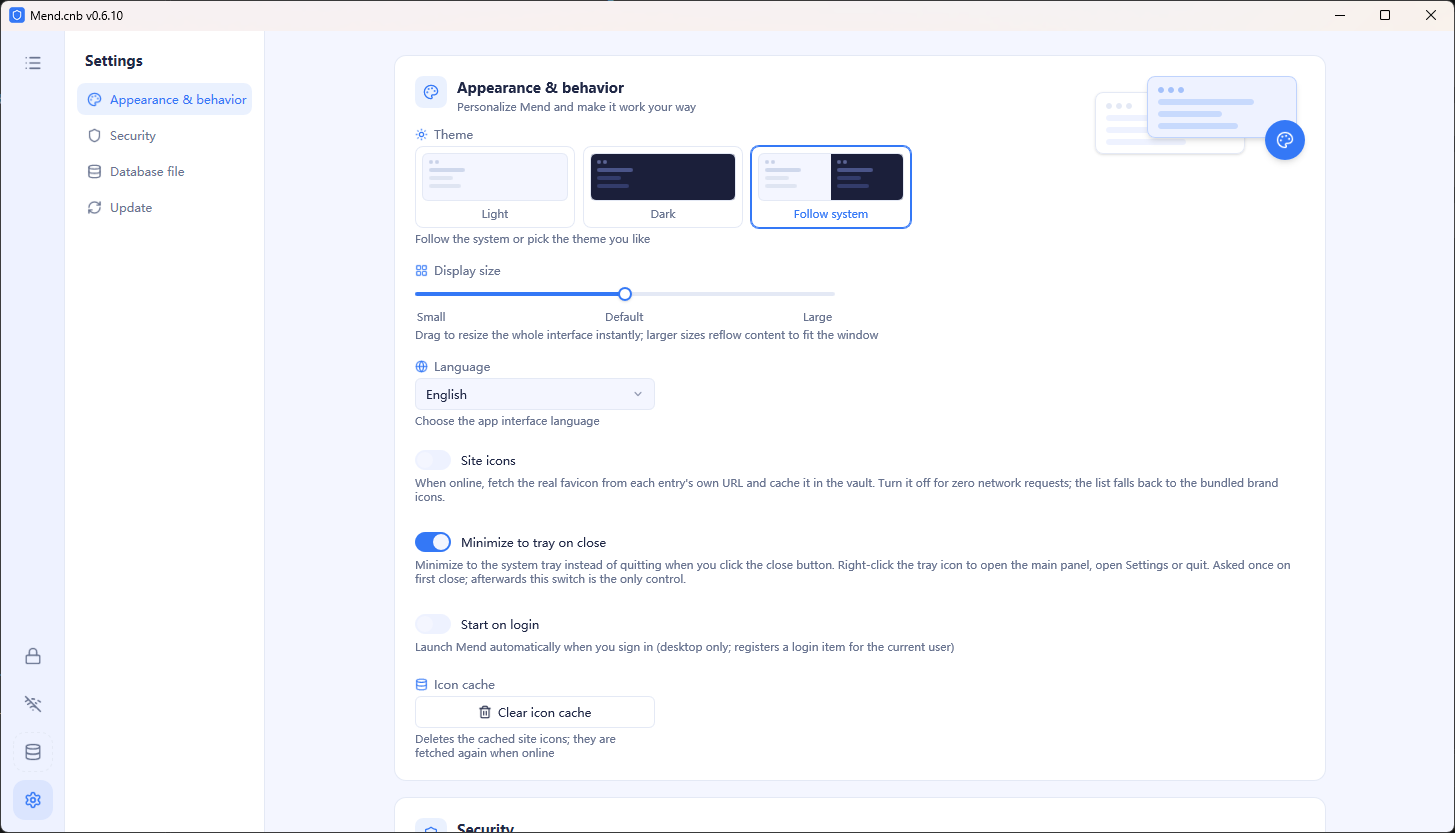 Mend.cnb v0.6.10
Settings
Appearance & behavior
Security
Database file
Update
Appearance & behavior
Personalize Mend and make it work your way
Theme
Light
Dark
Follow system
Follow the system or pick the theme you like
Display size
Small
Default
Large
Drag to resize the whole interface instantly; larger sizes reflow content to fit the window
Language
English
Choose the app interface language
Site icons
When online, fetch the real favicon from each entry's own URL and cache it in the vault. Turn it off for zero network requests; the list falls back to the bundled brand
icons.
Minimize to tray on close
Minimize to the system tray instead of quitting when you click the close button. Right-click the tray icon to open the main panel, open Settings or quit. Asked once on
first close; afterwards this switch is the only control.
Start on login
Launch Mend automatically when you sign in (desktop only; registers a login item for the current user)
Icon cache
Clear icon cache
Deletes the cached site icons; they are
fetched again when online
Security